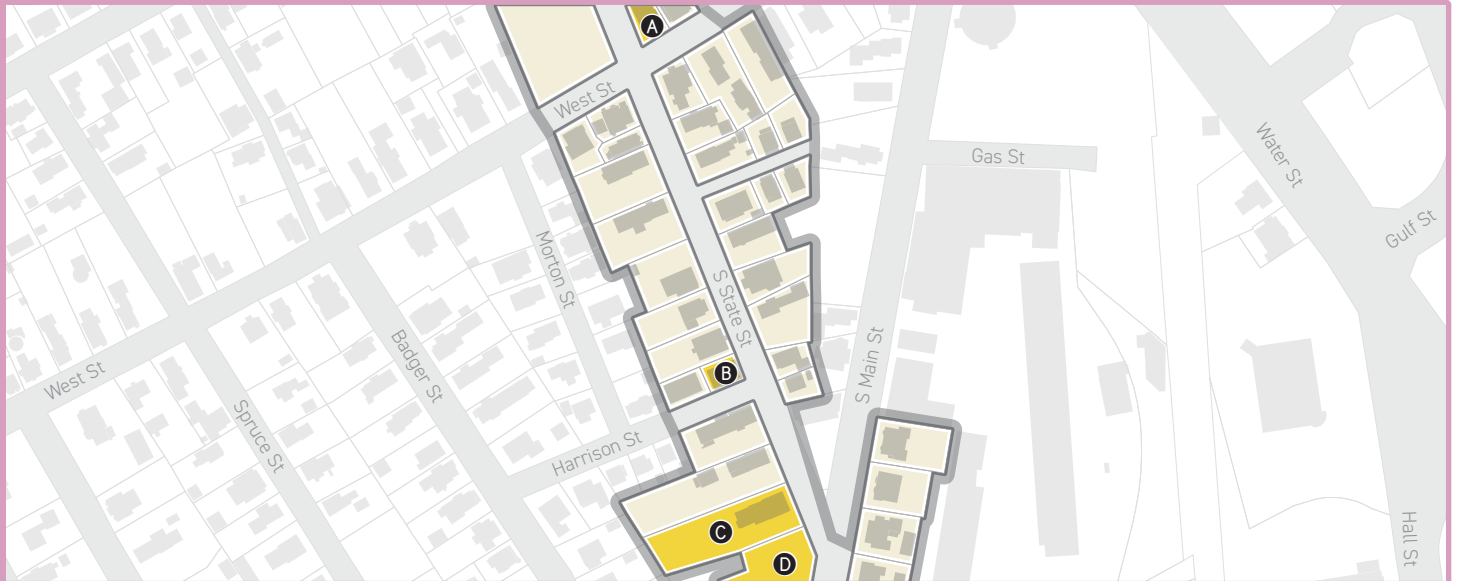 A
West St
Gas St
Water St
Gulf St
Morton St
S State St
Badger St
S Main St
West St
B
Spruce St
Harrison St
C
Hall St
D